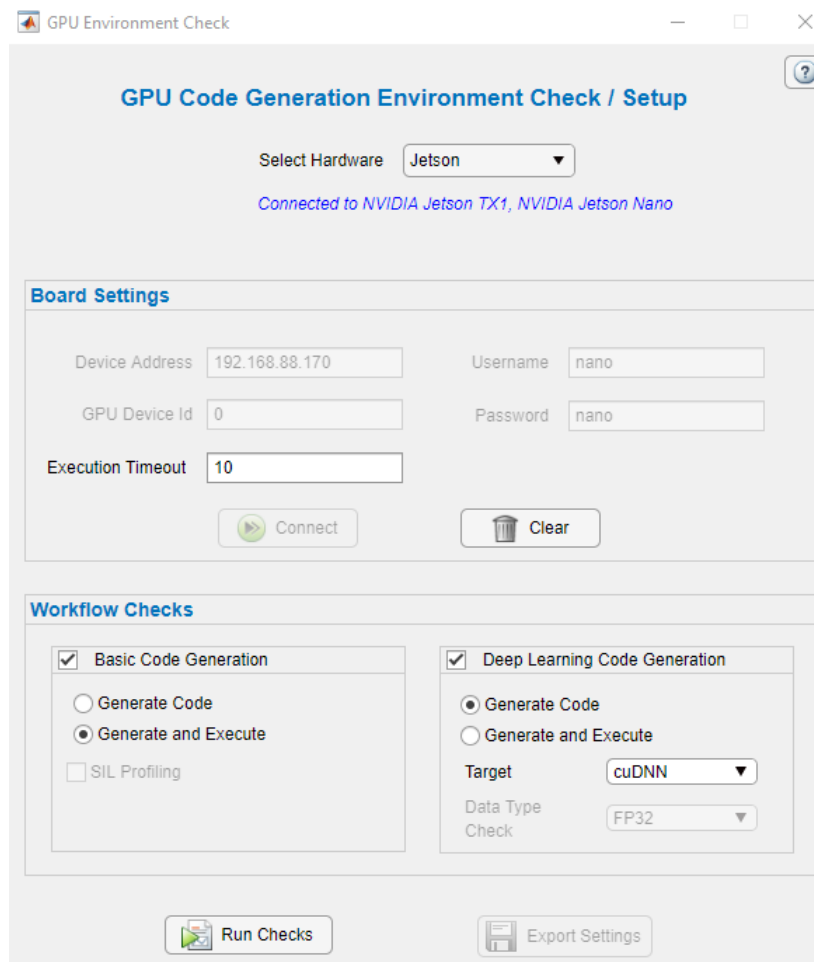 GPU Environment Check
?
GPU Code Generation Environment Check / Setup
Select Hardware Jetson
Connected to NVIDIA Jetson TX1, NVIDIA Jetson Nano
Board Settings
Device Address 192.168.88.170 Username nano
GPU Device Id 0 Password nano
Execution Timeout 10
Connect Clear
Workflow Checks
Basic Code Generation Deep Learning Code Generation
Generate Code Generate Code
Generate and Execute Generate and Execute
SIL Profiling Target cuDNN
Data Type
Check FP32
Run Checks Export Settings